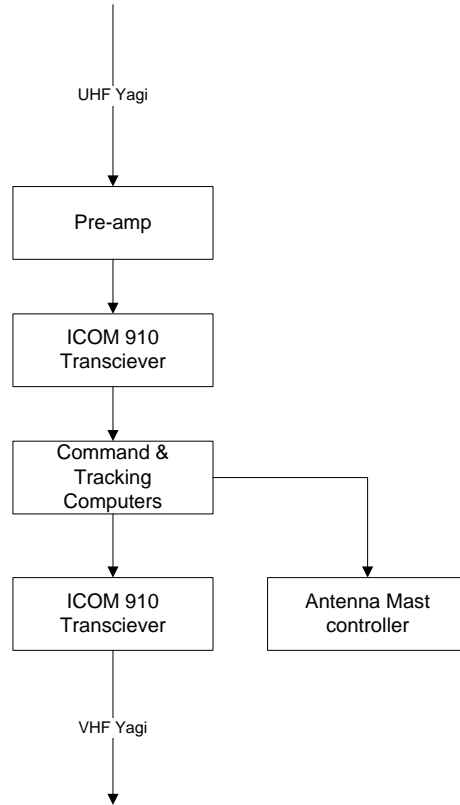 UHF Yagi
Pre-amp
ICOM 910
Transciever
Command &
Tracking
Computers
ICOM 910
Transciever
Antenna Mast
controller
VHF Yagi